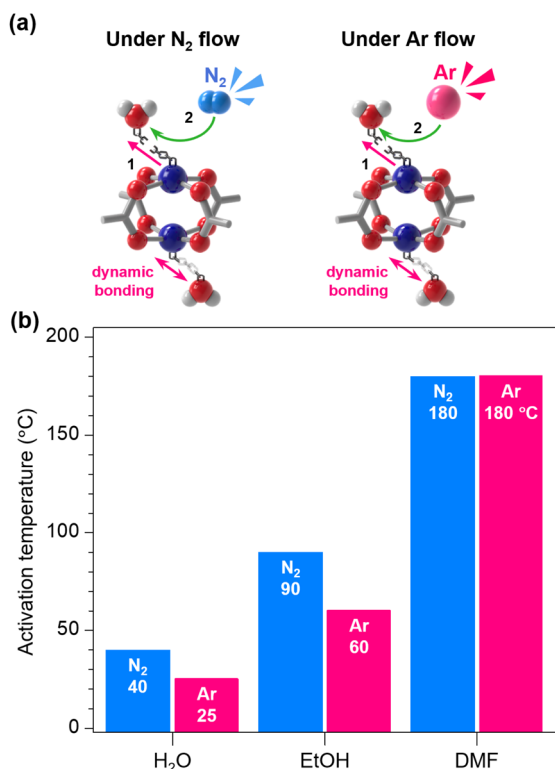 (a)
Under N₂ flow
Under Ar flow
N₂
Ar
2
2
1
1
dynamic
bonding
dynamic
bonding
(b)
Activation temperature (°C)
200
150
100
50
0
N₂
40
Ar
25
N₂
90
Ar
60
N₂
180
Ar
180 °C
H₂O
EtOH
DMF